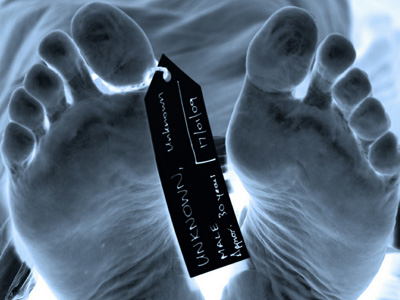 UNKNOWN, Unknown
MALE 30 years 17/01/09
Approx.